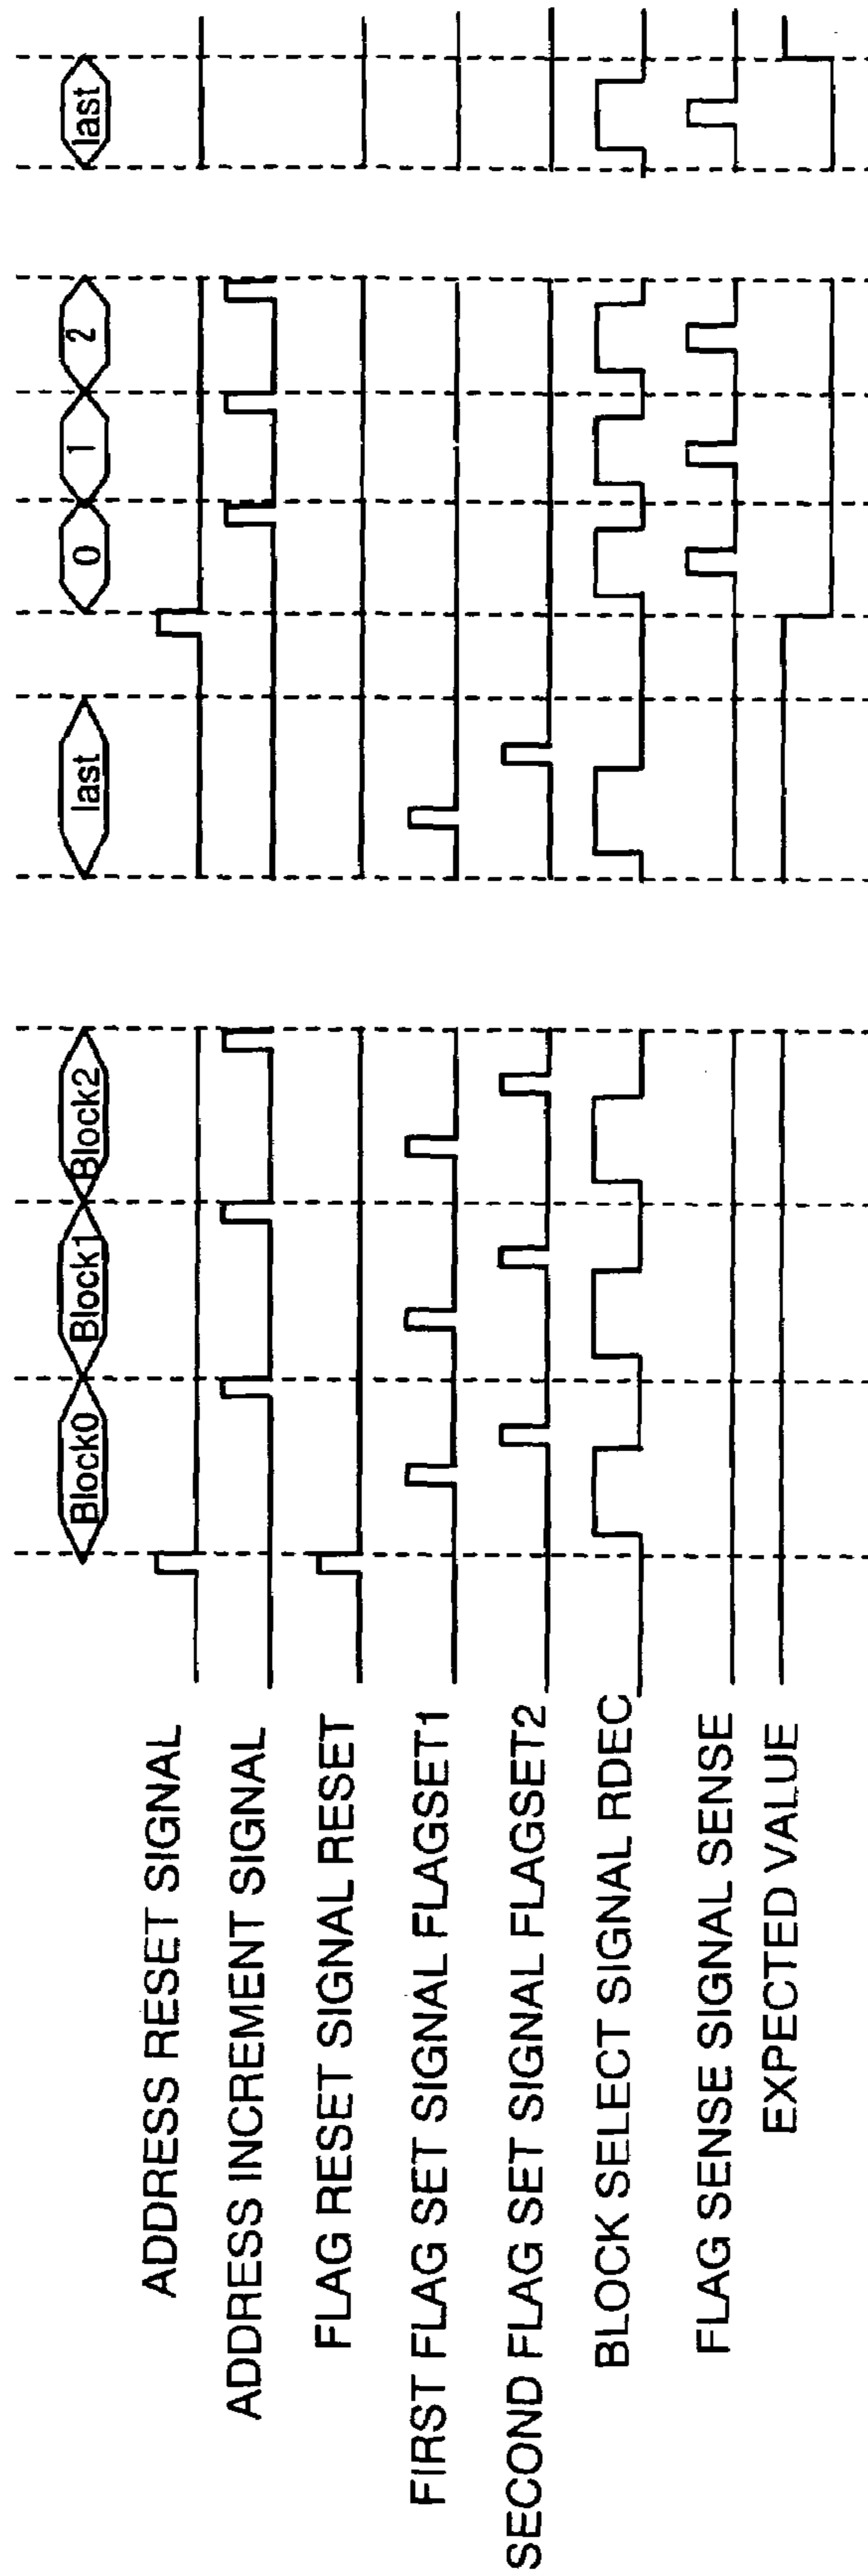 Block0 Block1 Block2 last 0 1 2 last
ADDRESS RESET SIGNAL
ADDRESS INCREMENT SIGNAL
FLAG RESET SIGNAL RESET
FIRST FLAG SET SIGNAL FLAGSET1
SECOND FLAG SET SIGNAL FLAGSET2
BLOCK SELECT SIGNAL RDEC
FLAG SENSE SIGNAL SENSE
EXPECTED VALUE